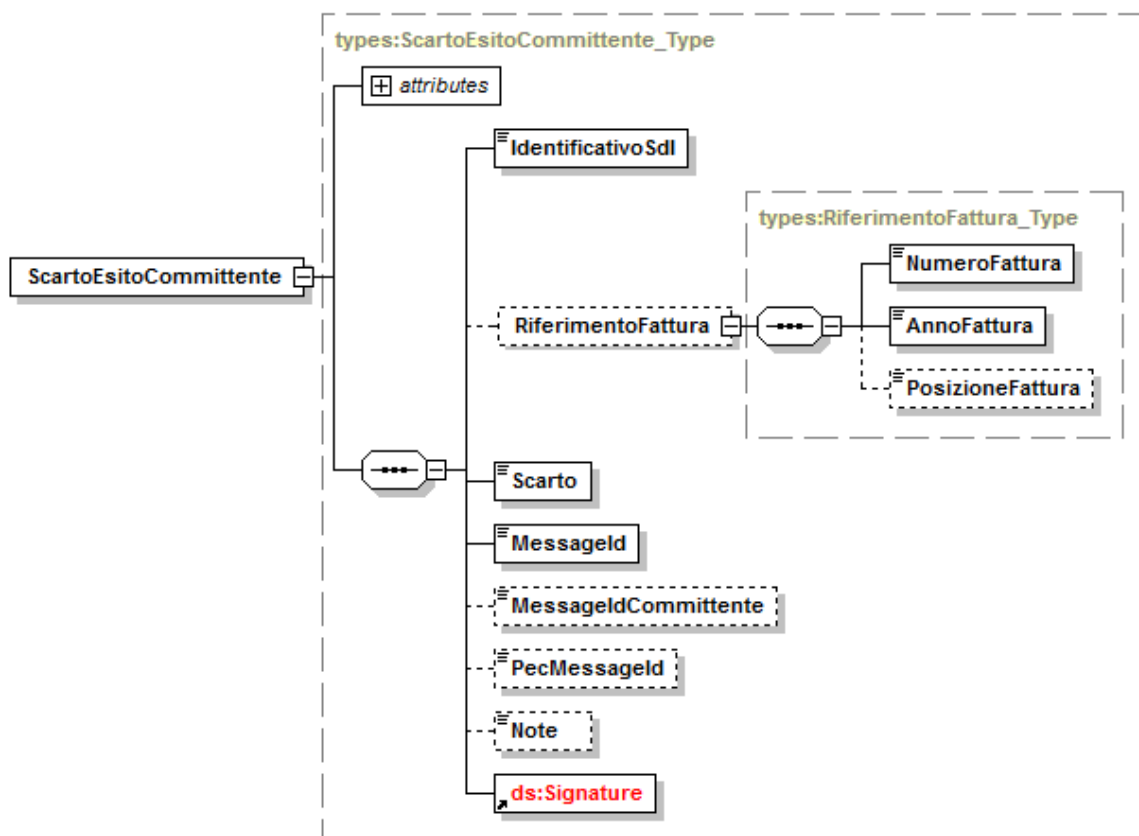 types:ScartoEsitoCommittente_Type
attributes
IdentificativoSdI
types:RiferimentoFattura_Type
NumeroFattura
ScartoEsitoCommittente
RiferimentoFattura
AnnoFattura
PosizioneFattura
Scarto
MessageId
MessageIdCommittente
PecMessageId
Note
ds:Signature